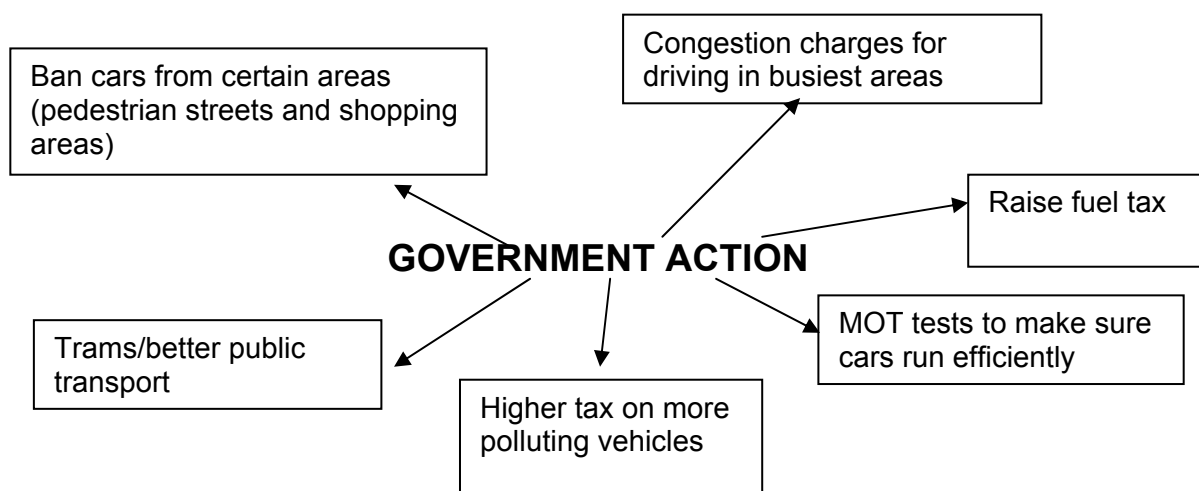 Congestion charges for
driving in busiest areas
Ban cars from certain areas
(pedestrian streets and shopping
areas)
Raise fuel tax
GOVERNMENT ACTION
MOT tests to make sure
cars run efficiently
Trams/better public
transport
Higher tax on more
polluting vehicles